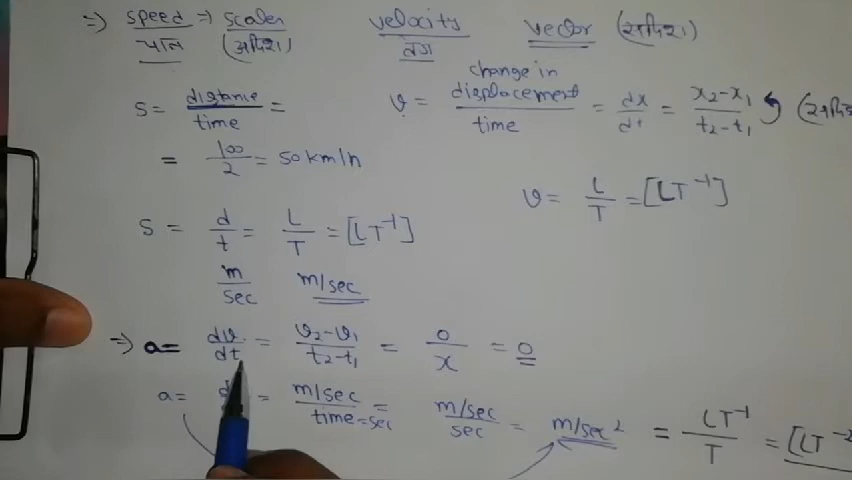 ⇒ speed ⇒ scaler velocity vector (सदिश)
चाल (अदिश) वेग
S = distance/time = v = change in displacement/time = dx/dt = x₂-x₁/t₂-t₁
= 100/2 = 50 km/h v = L/T = [LT⁻¹]
S = d/t = L/T = [LT⁻¹]
m/sec m/sec
⇒ a = dv/dt = v₂-v₁/t₂-t₁ = 0/x = 0
a = = m/sec/time=sec = m/sec/sec = m/sec² = LT⁻¹/T = [LT⁻²